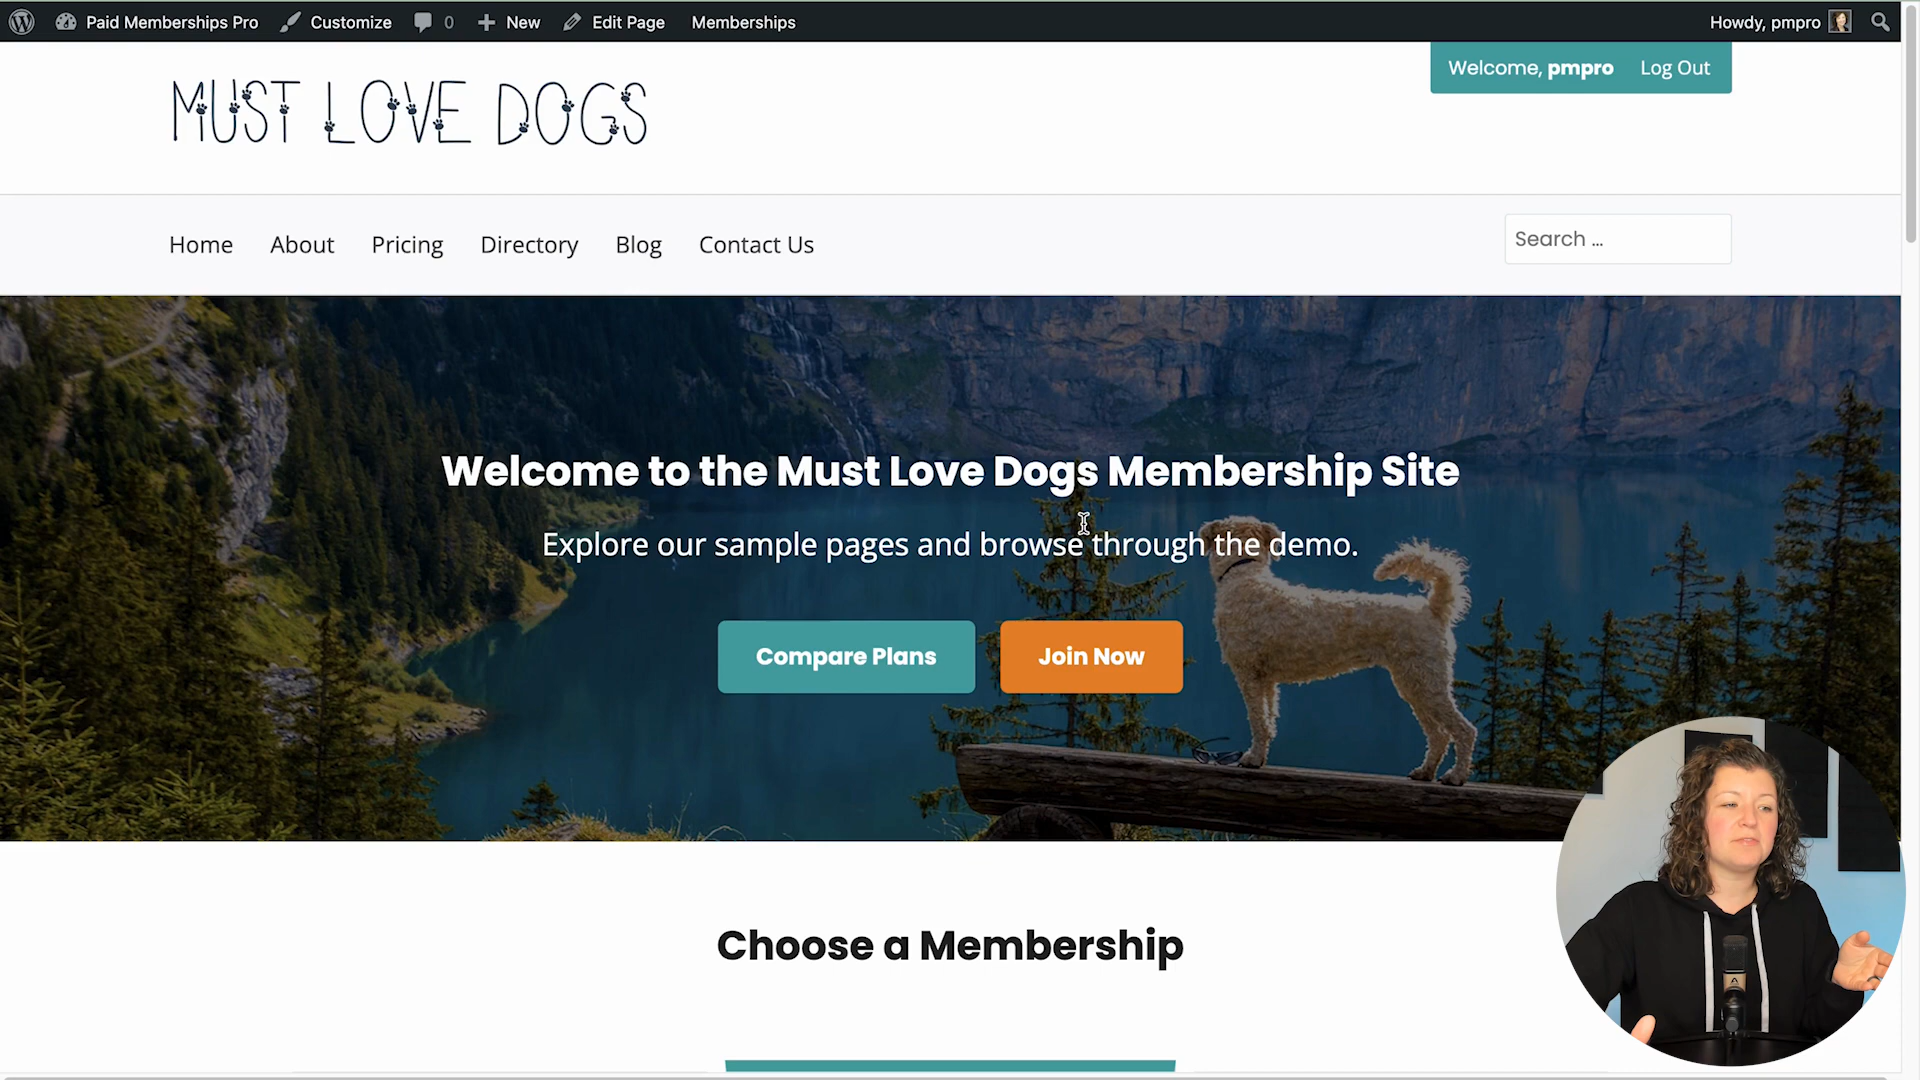 Paid Memberships Pro Customize 0 New Edit Page Memberships Howdy, pmpro
Welcome, pmpro Log Out
MUST LOVE DOGS
Home About Pricing Directory Blog Contact Us Search ...
Welcome to the Must Love Dogs Membership Site
Explore our sample pages and browse through the demo.
Compare Plans Join Now
Choose a Membership